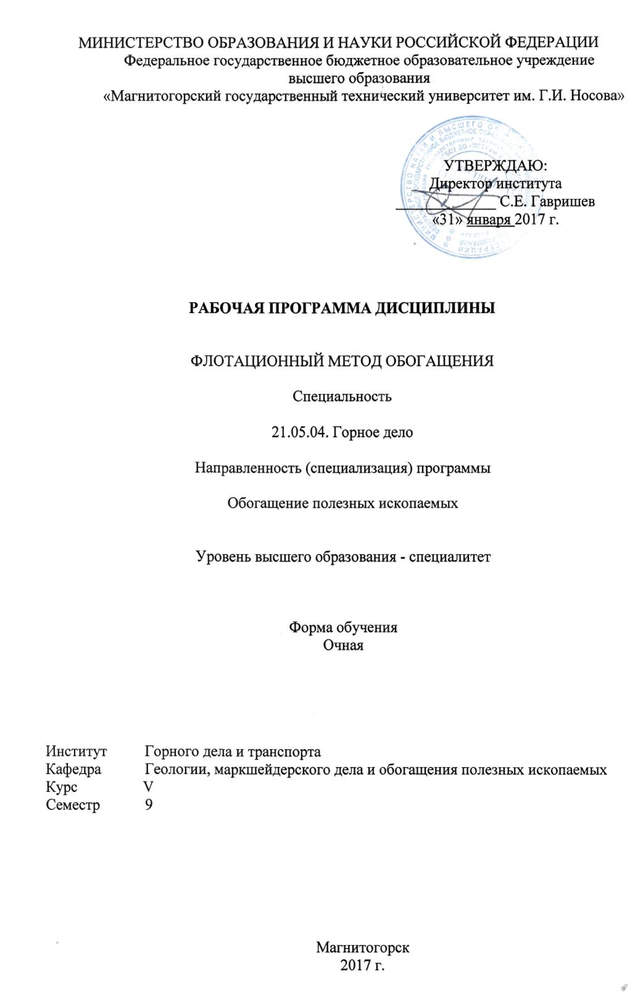 МИНИСТЕРСТВО ОБРАЗОВАНИЯ И НАУКИ РОССИЙСКОЙ ФЕДЕРАЦИИ
Федеральное государственное бюджетное образовательное учреждение
высшего образования
«Магнитогорский государственный технический университет им. Г.И. Носова»
УТВЕРЖДАЮ:
Директор института
С.Е. Гавришев
«31» января 2017 г.
РАБОЧАЯ ПРОГРАММА ДИСЦИПЛИНЫ
ФЛОТАЦИОННЫЙ МЕТОД ОБОГАЩЕНИЯ
Специальность
21.05.04. Горное дело
Направленность (специализация) программы
Обогащение полезных ископаемых
Уровень высшего образования - специалитет
Форма обучения
Очная
Институт Горного дела и транспорта
Кафедра Геологии, маркшейдерского дела и обогащения полезных ископаемых
Курс V
Семестр 9
Магнитогорск
2017 г.